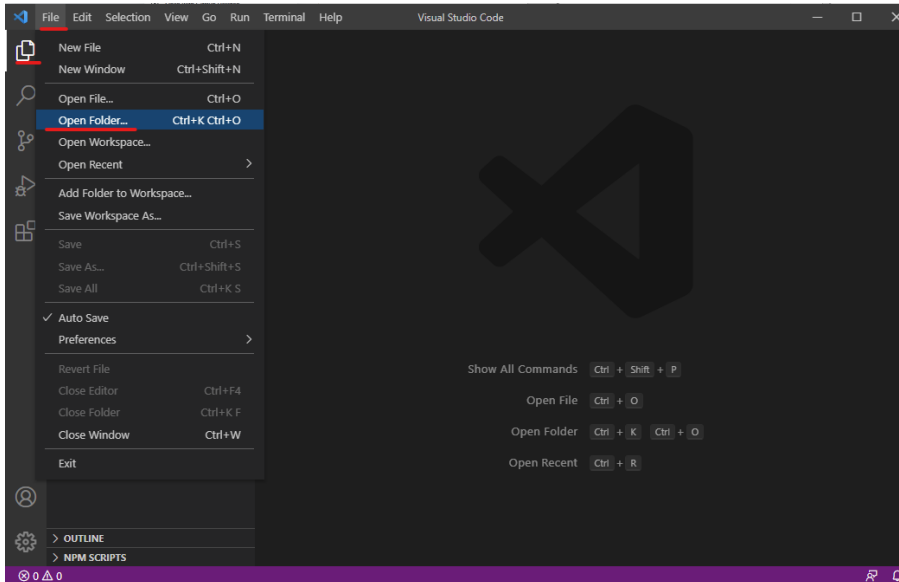 File Edit Selection View Go Run Terminal Help Visual Studio Code
New File Ctrl+N
New Window Ctrl+Shift+N
Open File... Ctrl+O
Open Folder... Ctrl+K Ctrl+O
Open Workspace...
Open Recent
Add Folder to Workspace...
Save Workspace As...
Save Ctrl+S
Save As... Ctrl+Shift+S
Save All Ctrl+K S
Auto Save
Preferences
Revert File
Close Editor Ctrl+F4
Close Folder Ctrl+K F
Close Window Ctrl+W
Exit
Show All Commands Ctrl + Shift + P
Open File Ctrl + O
Open Folder Ctrl + K Ctrl + O
Open Recent Ctrl + R
OUTLINE
NPM SCRIPTS
0 0